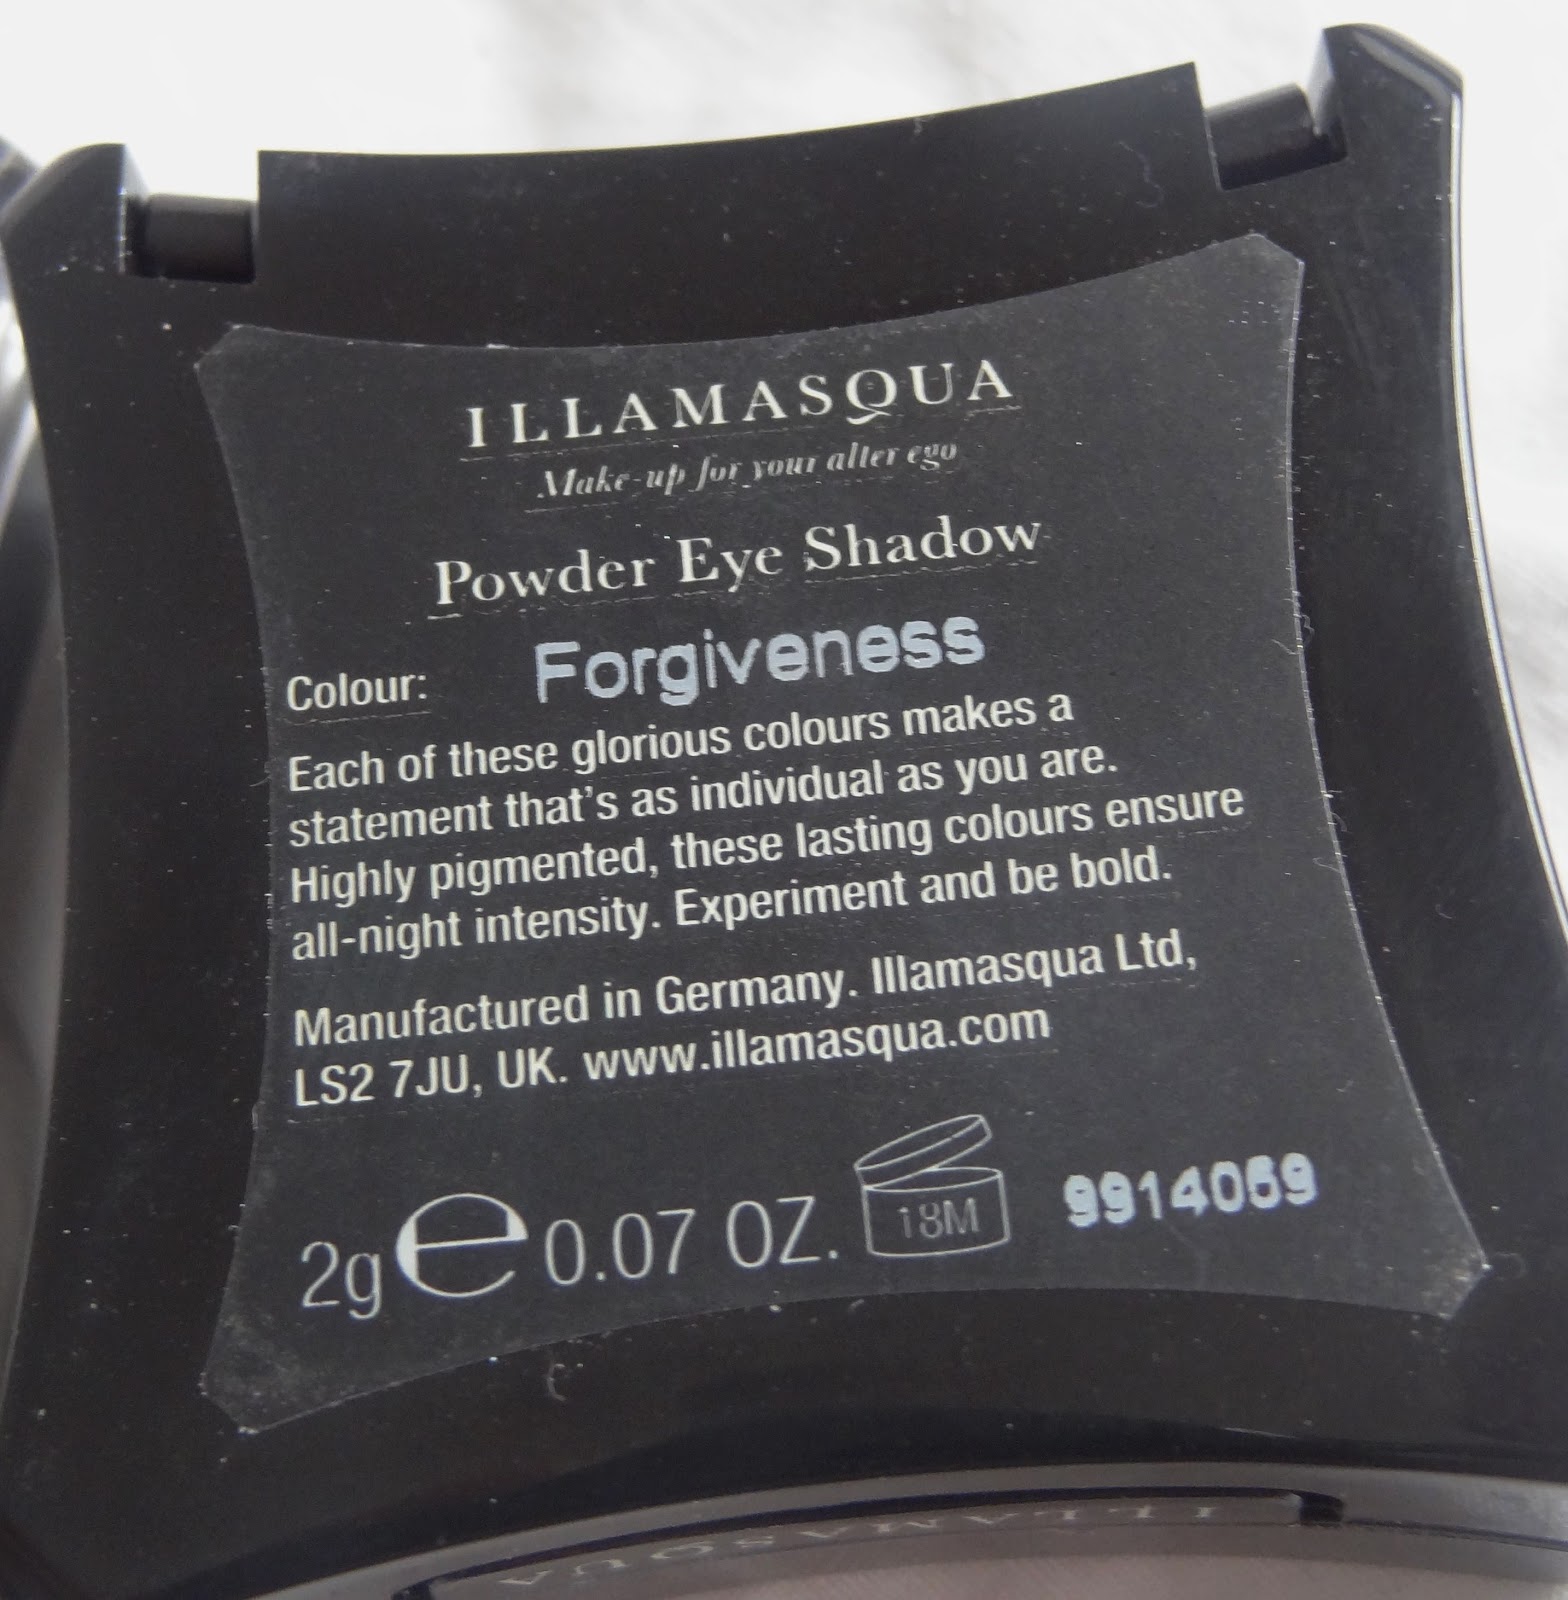 ILLAMASQUA
Make-up for your alter ego
Powder Eye Shadow
Colour: Forgiveness
Each of these glorious colours makes a
statement that's as individual as you are.
Highly pigmented, these lasting colours ensure
all-night intensity. Experiment and be bold.
Manufactured in Germany. Illamasqua Ltd,
LS2 7JU, UK. www.illamasqua.com
2g e 0.07 OZ. 18M 9914059
ILLAMASQUA